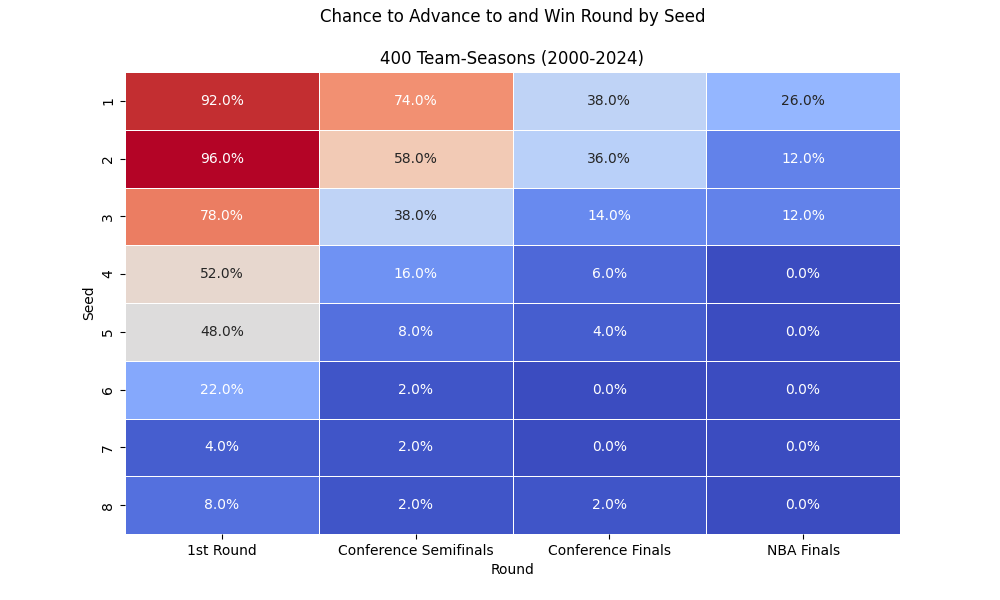 Chance to Advance to and Win Round by Seed
400 Team-Seasons (2000-2024)
1 92.0% 74.0% 38.0% 26.0%
2 96.0% 58.0% 36.0% 12.0%
3 78.0% 38.0% 14.0% 12.0%
4 52.0% 16.0% 6.0% 0.0%
Seed
5 48.0% 8.0% 4.0% 0.0%
6 22.0% 2.0% 0.0% 0.0%
7 4.0% 2.0% 0.0% 0.0%
8 8.0% 2.0% 2.0% 0.0%
1st Round Conference Semifinals Conference Finals NBA Finals
Round